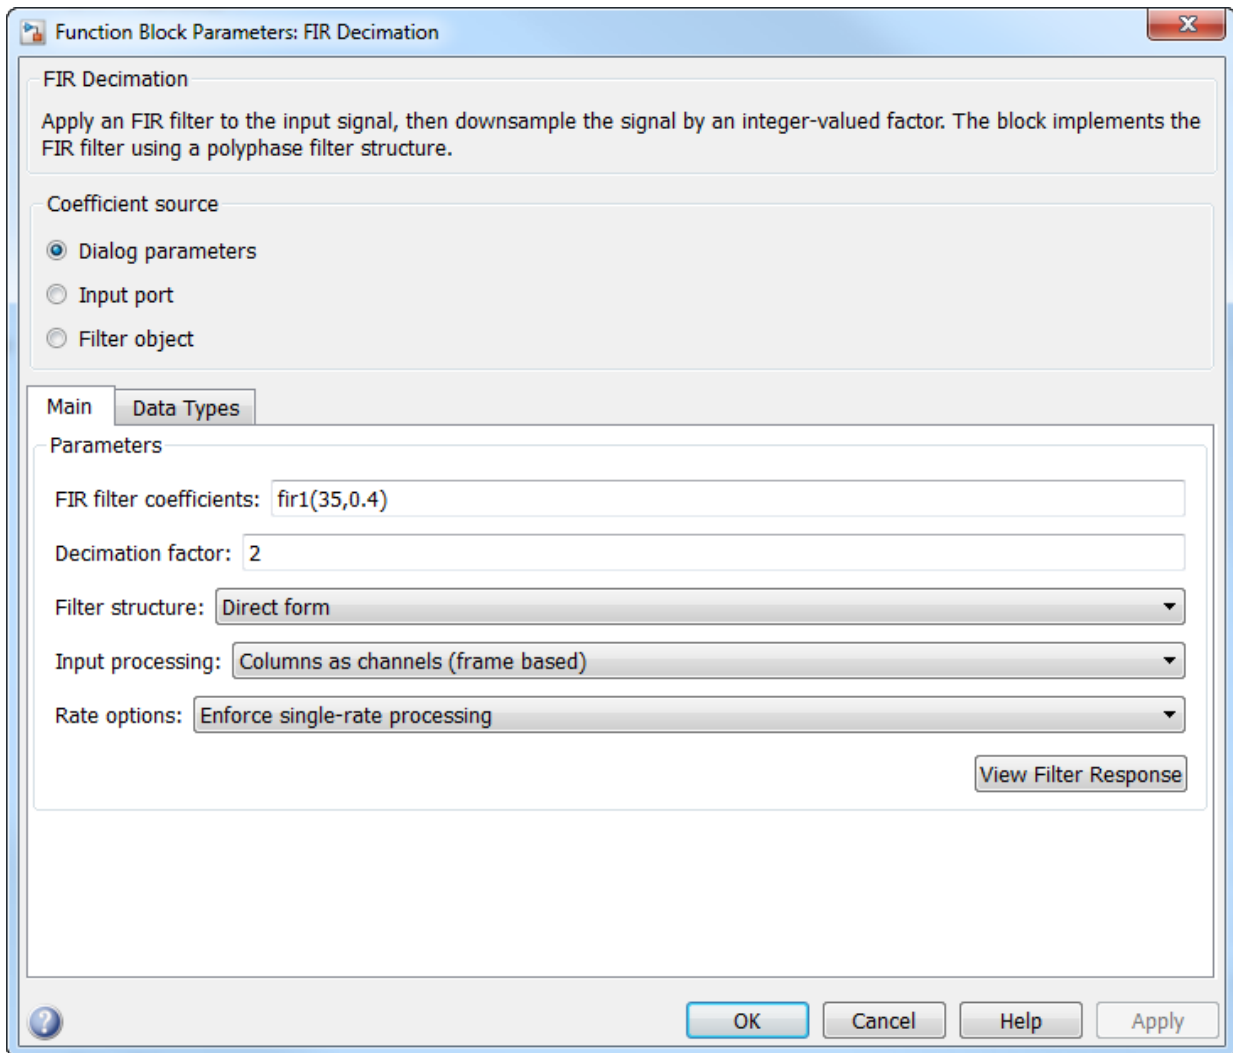 Function Block Parameters: FIR Decimation
FIR Decimation
Apply an FIR filter to the input signal, then downsample the signal by an integer-valued factor. The block implements the
FIR filter using a polyphase filter structure.
Coefficient source
Dialog parameters
Input port
Filter object
Main Data Types
Parameters
FIR filter coefficients: fir1(35,0.4)
Decimation factor: 2
Filter structure: Direct form
Input processing: Columns as channels (frame based)
Rate options: Enforce single-rate processing
View Filter Response
OK Cancel Help Apply